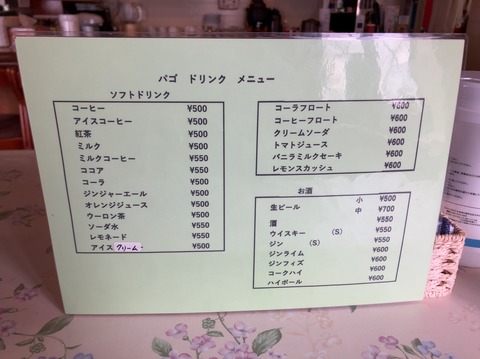 パゴ ドリンク メニュー
ソフトドリンク
コーヒー ¥500
アイスコーヒー ¥500
紅茶 ¥500
ミルク ¥500
ミルクコーヒー ¥550
ココア ¥550
コーラ ¥500
ジンジャーエール ¥500
オレンジジュース ¥500
ウーロン茶 ¥500
ソーダ水 ¥550
レモネード ¥550
アイスクリーム ¥500
コーラフロート ¥600
コーヒーフロート ¥600
クリームソーダ ¥600
トマトジュース ¥600
バニラミルクセーキ ¥600
レモンスカッシュ ¥600
お酒
生ビール 小 ¥500
中 ¥700
酒 ¥550
ウイスキー (S) ¥550
ジン (S) ¥550
ジンライム ¥600
ジンフィズ ¥600
コークハイ ¥600
ハイボール ¥600